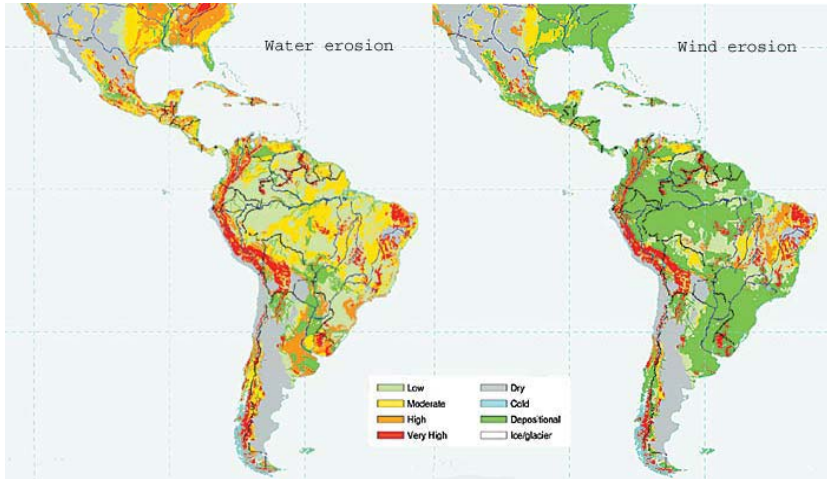 Water erosion
Wind erosion
Low
Moderate
High
Very High
Dry
Cold
Depositional
Ice/glacier